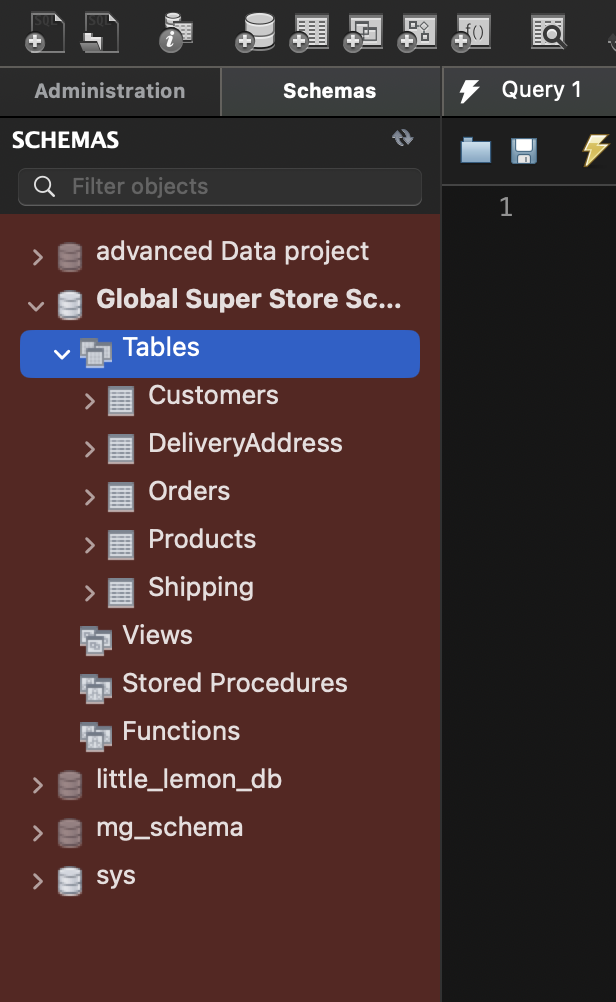 Administration
Schemas
Query 1
SCHEMAS
Filter objects
1
advanced Data project
Global Super Store Sc...
Tables
Customers
DeliveryAddress
Orders
Products
Shipping
Views
Stored Procedures
Functions
little_lemon_db
mg_schema
sys